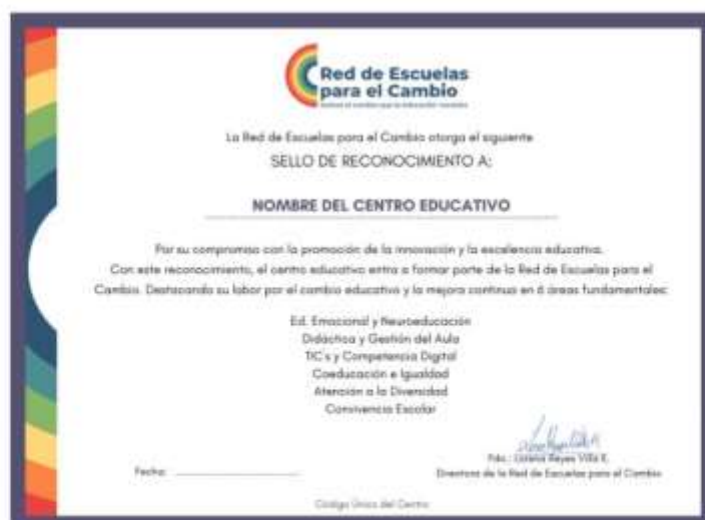 Red de Escuelas
para el Cambio
La Red de Escuelas para el Cambio otorga el siguiente
SELLO DE RECONOCIMIENTO A:
NOMBRE DEL CENTRO EDUCATIVO
Por su compromiso con la promoción de la innovación y la excelencia educativa.
Con este reconocimiento, el centro educativo entra a formar parte de la Red de Escuelas para el
Cambio. Destacando su labor por el cambio educativo y la mejora continua en 6 áreas fundamentales:
Ed. Emocional y Neuroeducación
Didáctica y Gestión del Aula
TIC's y Competencia Digital
Coeducación e Igualdad
Atención a la Diversidad
Convivencia Escolar
Fdo.: Lorena Reyes Villa R.
Fecha:
Directora de la Red de Escuelas para el Cambio
Código Único del Centro